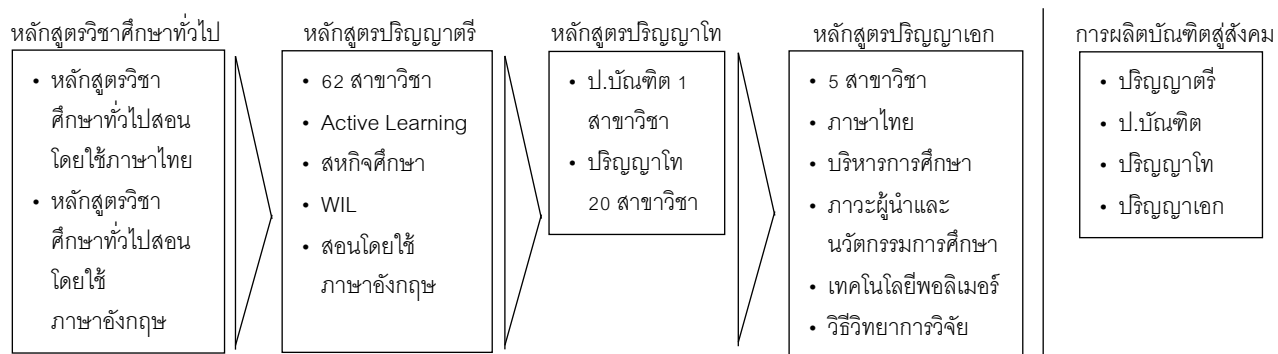 หลักสูตรวิชาศึกษาทั่วไป
• หลักสูตรวิชา
ศึกษาทั่วไปสอน
โดยใช้ภาษาไทย
• หลักสูตรวิชา
ศึกษาทั่วไปสอน
โดยใช้
ภาษาอังกฤษ
หลักสูตรปริญญาตรี
• 62 สาขาวิชา
• Active Learning
• สหกิจศึกษา
• WIL
• สอนโดยใช้
ภาษาอังกฤษ
หลักสูตรปริญญาโท
• ป.บัณฑิต 1
สาขาวิชา
• ปริญญาโท
20 สาขาวิชา
หลักสูตรปริญญาเอก
• 5 สาขาวิชา
• ภาษาไทย
• บริหารการศึกษา
• ภาวะผู้นำและ
นวัตกรรมการศึกษา
• เทคโนโลยีพอลิเมอร์
• วิธีวิทยาการวิจัย
การผลิตบัณฑิตสู่สังคม
• ปริญญาตรี
• ป.บัณฑิต
• ปริญญาโท
• ปริญญาเอก